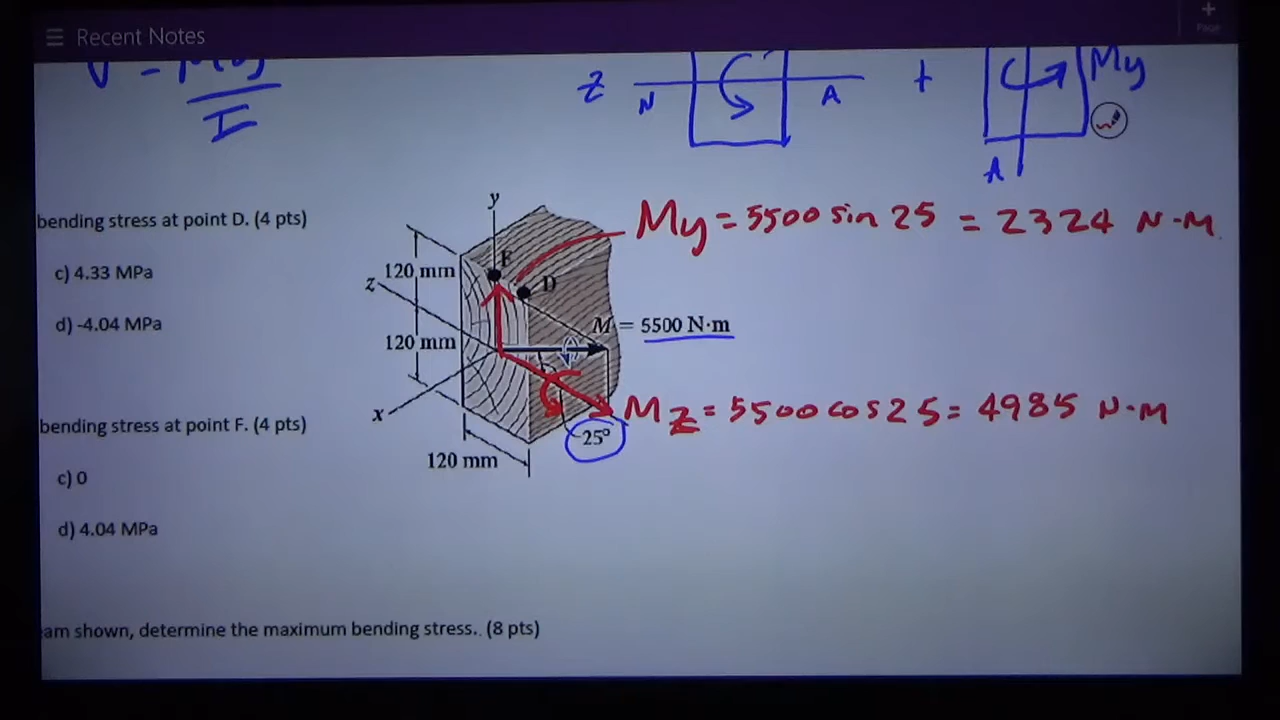 Recent Notes
+
Page
I
Z
N
A
+
My
A
bending stress at point D. (4 pts)
c) 4.33 MPa
d) -4.04 MPa
y
F
D
120 mm
z
M = 5500 N·m
120 mm
x
25°
120 mm
My = 5500 sin 25 = 2324 N-M
Mz = 5500 cos 25 = 4985 N-M
bending stress at point F. (4 pts)
c) 0
d) 4.04 MPa
am shown, determine the maximum bending stress.. (8 pts)